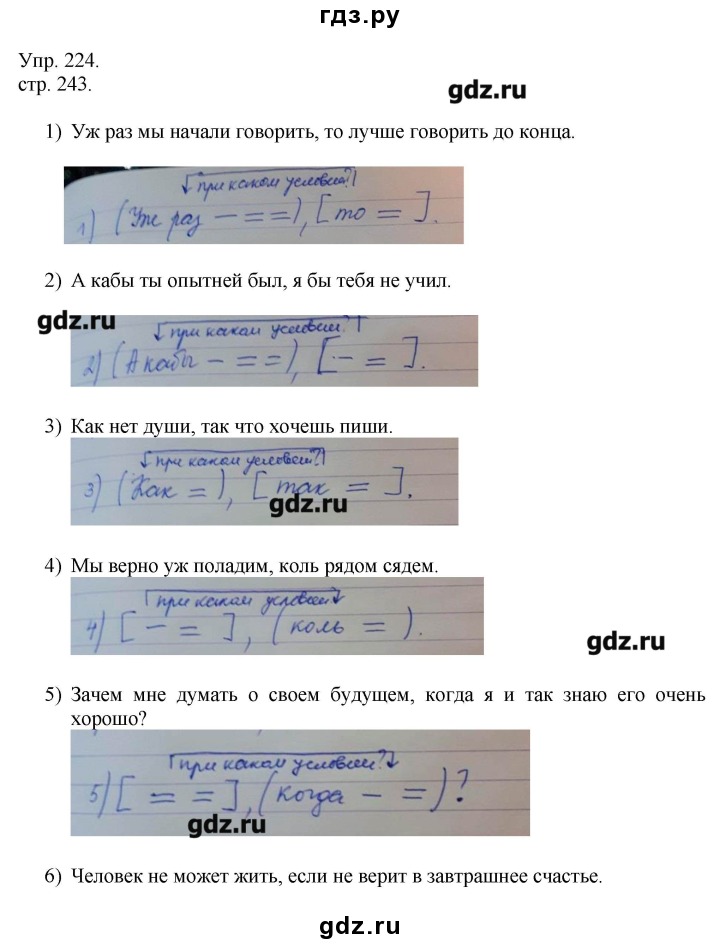 гдз.ру
Упр. 224.
стр. 243.
gdz.ru
1) Уж раз мы начали говорить, то лучше говорить до конца.
при каком условии?
1) (Уж раз – = =), [то = ].
2) А кабы ты опытней был, я бы тебя не учил.
gdz.ru
при каком условии?
2) (А кабы – = =), [ – = ].
3) Как нет души, так что хочешь пиши.
при каком условии?
3) (Как = ), [ так = ].
gdz.ru
4) Мы верно уж поладим, коль рядом сядем.
при каком условии
4) [ – = ], ( коль = ).
gdz.ru
5) Зачем мне думать о своем будущем, когда я и так знаю его очень
хорошо?
при каком условии?
5) [ = = ], (когда – = )?
gdz.ru
6) Человек не может жить, если не верит в завтрашнее счастье.
gdz.ru